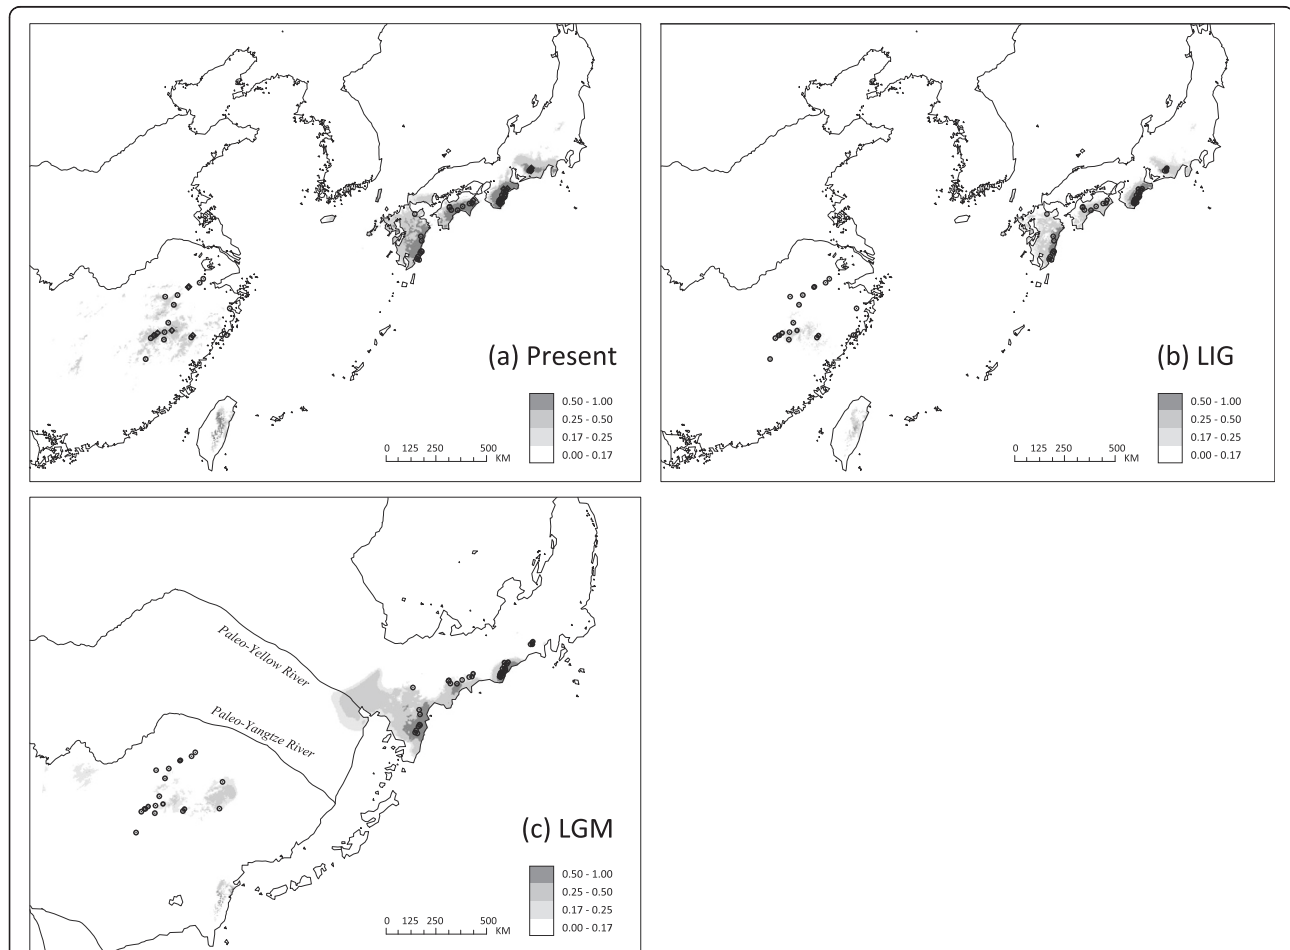 (a) Present
0.50 - 1.00
0.25 - 0.50
0.17 - 0.25
0.00 - 0.17
0 125 250 500
KM
(b) LIG
0.50 - 1.00
0.25 - 0.50
0.17 - 0.25
0.00 - 0.17
0 125 250 500
KM
Paleo-Yellow River
Paleo-Yangtze River
(c) LGM
0.50 - 1.00
0.25 - 0.50
0.17 - 0.25
0.00 - 0.17
0 125 250 500
KM